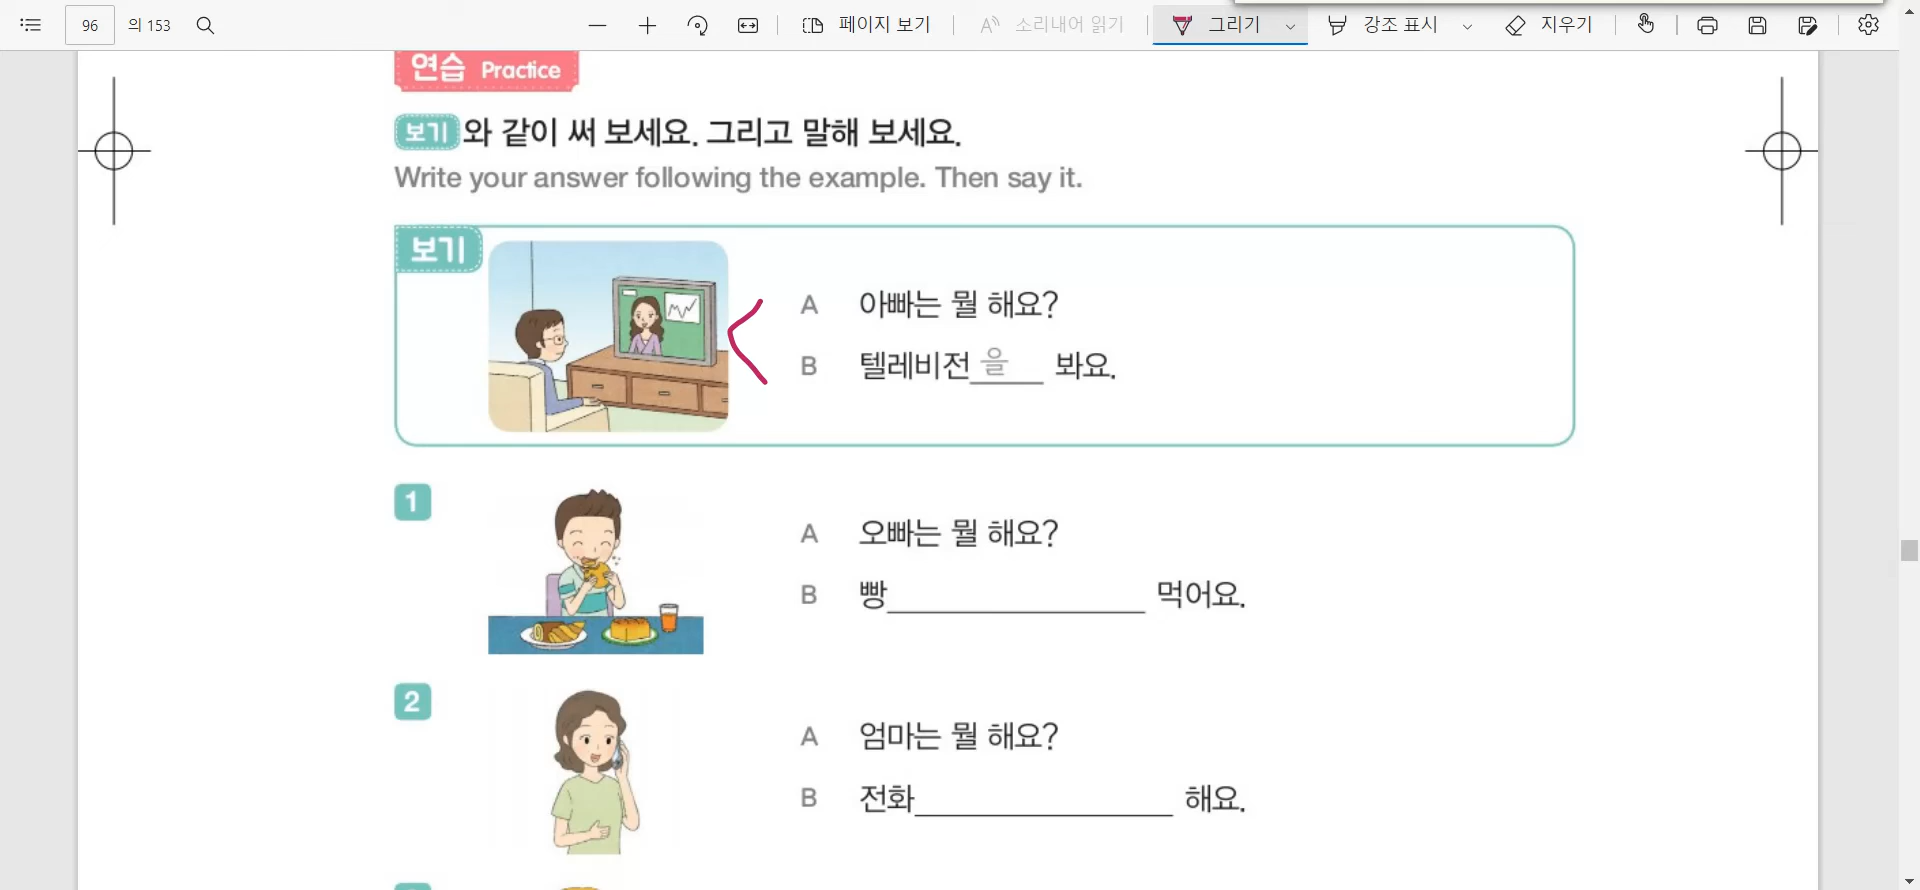 96 의 153 페이지 보기 A 소리내어 읽기 그리기 강조 표시 지우기
연습 Practice
보기 와 같이 써 보세요. 그리고 말해 보세요.
Write your answer following the example. Then say it.
보기
A 아빠는 뭘 해요?
B 텔레비전 을 봐요.
1
A 오빠는 뭘 해요?
B 빵 먹어요.
2
A 엄마는 뭘 해요?
B 전화 해요.